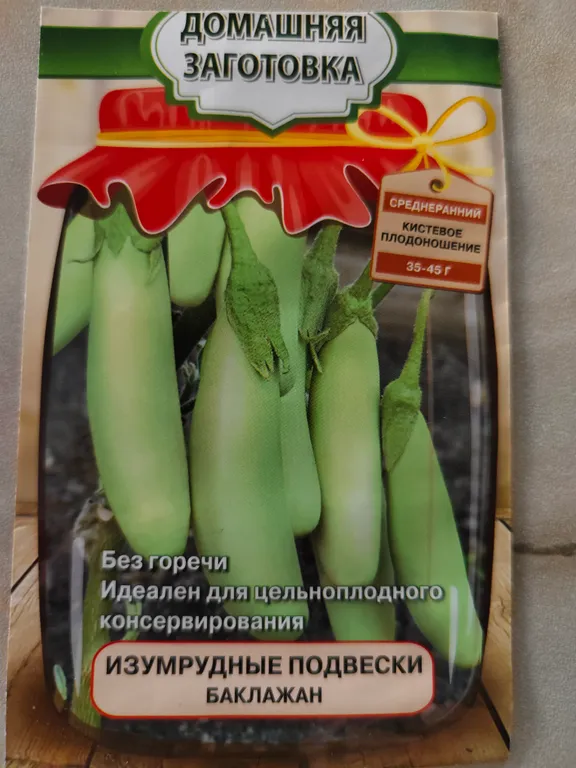 ДОМАШНЯЯ
ЗАГОТОВКА
СРЕДНЕРАННИЙ
КИСТЕВОЕ
ПЛОДОНОШЕНИЕ
35-45 Г
Без горечи
Идеален для цельноплодного
консервирования
ИЗУМРУДНЫЕ ПОДВЕСКИ
БАКЛАЖАН